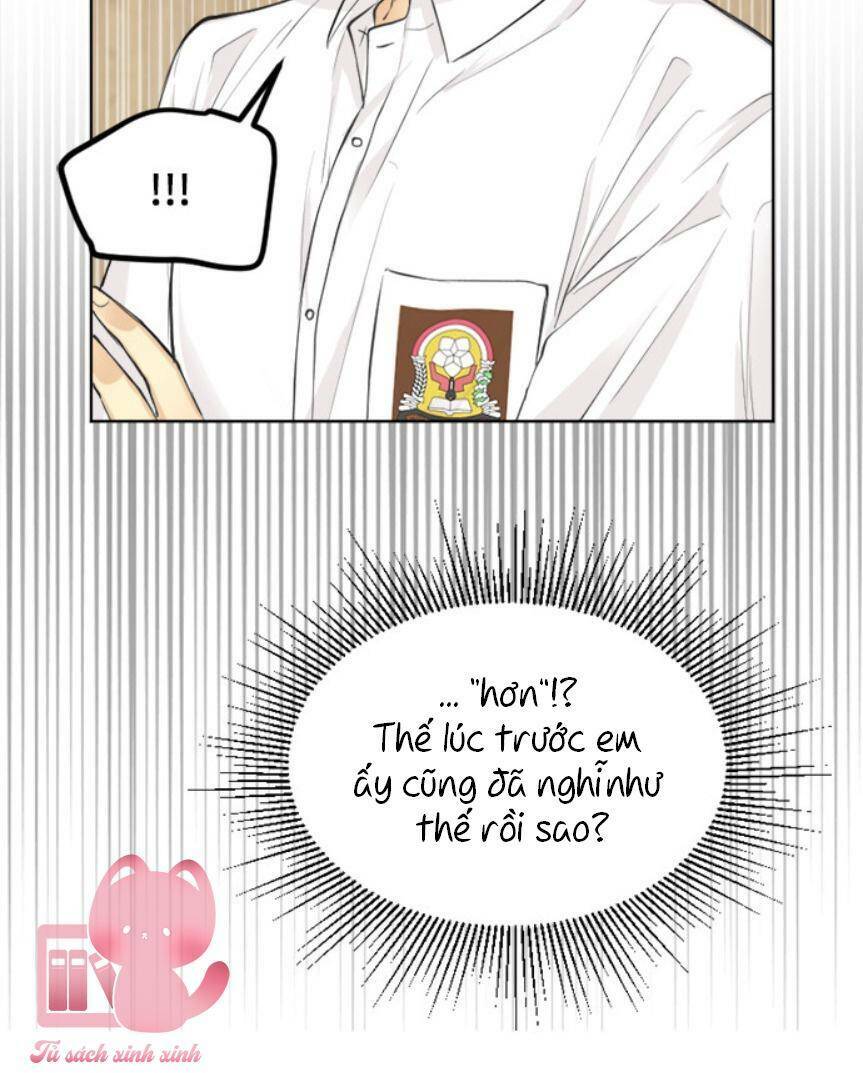 !!!
... "hơn"!?
Thế lúc trước em
ấy cũng đã nghĩ như
thế rồi sao?
Tủ sách xinh xinh